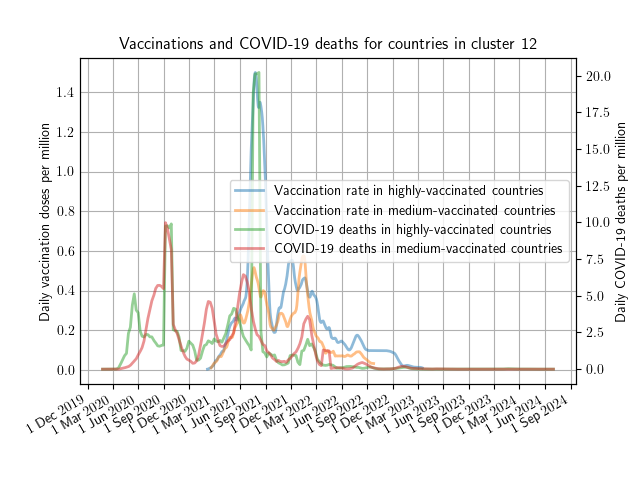 Vaccinations and COVID-19 deaths for countries in cluster 12
Daily vaccination doses per million
1.4
1.2
1.0
0.8
0.6
0.4
0.2
0.0
Vaccination rate in highly-vaccinated countries
Vaccination rate in medium-vaccinated countries
COVID-19 deaths in highly-vaccinated countries
COVID-19 deaths in medium-vaccinated countries
20.0
17.5
15.0
12.5
10.0
7.5
5.0
2.5
0.0
Daily COVID-19 deaths per million
1 Dec 2019
1 Mar 2020
1 Jun 2020
1 Sep 2020
1 Dec 2020
1 Mar 2021
1 Jun 2021
1 Sep 2021
1 Dec 2021
1 Mar 2022
1 Jun 2022
1 Sep 2022
1 Dec 2022
1 Mar 2023
1 Jun 2023
1 Sep 2023
1 Dec 2023
1 Mar 2024
1 Jun 2024
1 Sep 2024